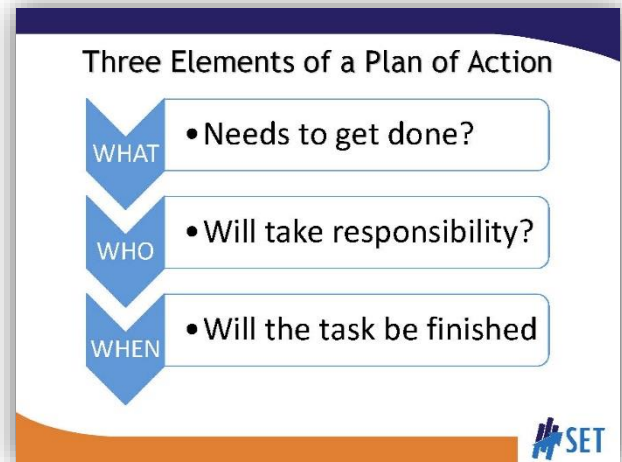 Three Elements of a Plan of Action
WHAT
• Needs to get done?
WHO
• Will take responsibility?
WHEN
• Will the task be finished
SET